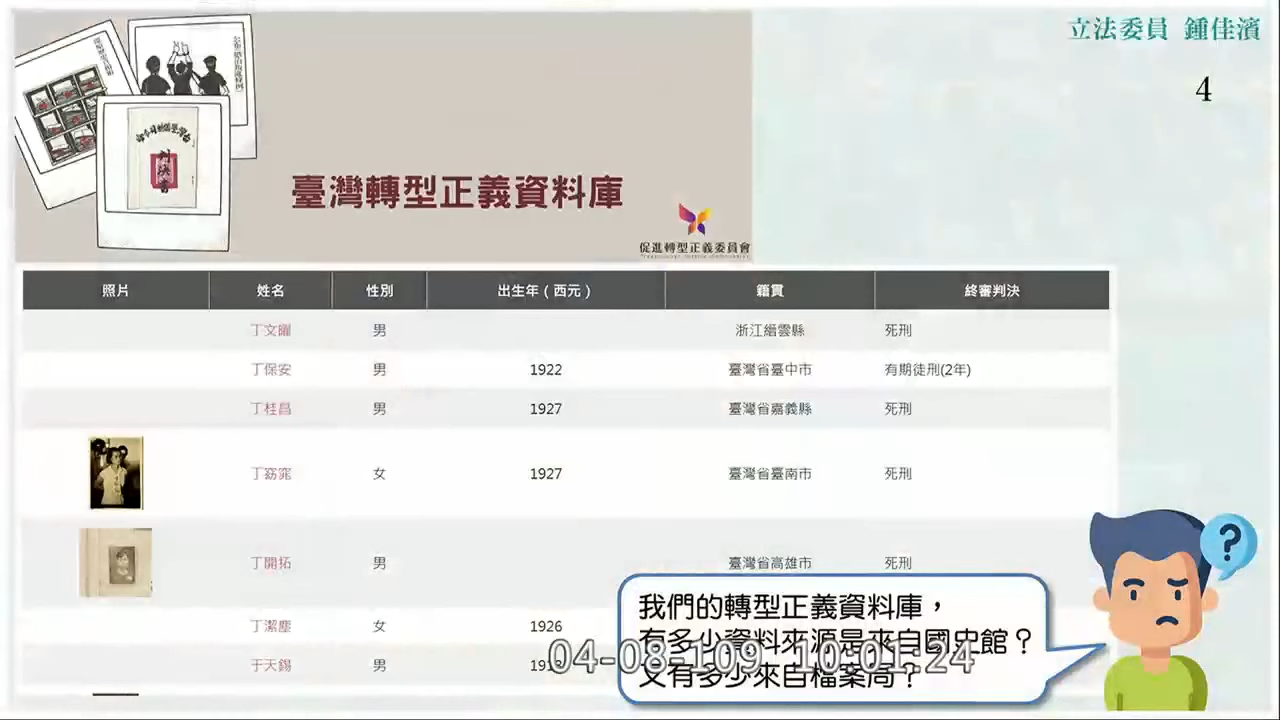 立法委員 鍾佳濱
4
臺灣轉型正義資料庫
促進轉型正義委員會
照片 姓名 性別 出生年(西元) 籍貫 終審判決
丁文曜 男 浙江縉雲縣 死刑
丁保安 男 1922 臺灣省臺中市 有期徒刑(2年)
丁桂昌 男 1927 臺灣省嘉義縣 死刑
丁窈窕 女 1927 臺灣省臺南市 死刑
丁開拓 男 臺灣省高雄市 死刑
丁潔塵 女 1926
于天錫 男
我們的轉型正義資料庫，
有多少資料來源是來自國史館？
又有多少來自檔案局？
04-08-109 10:01:24
?